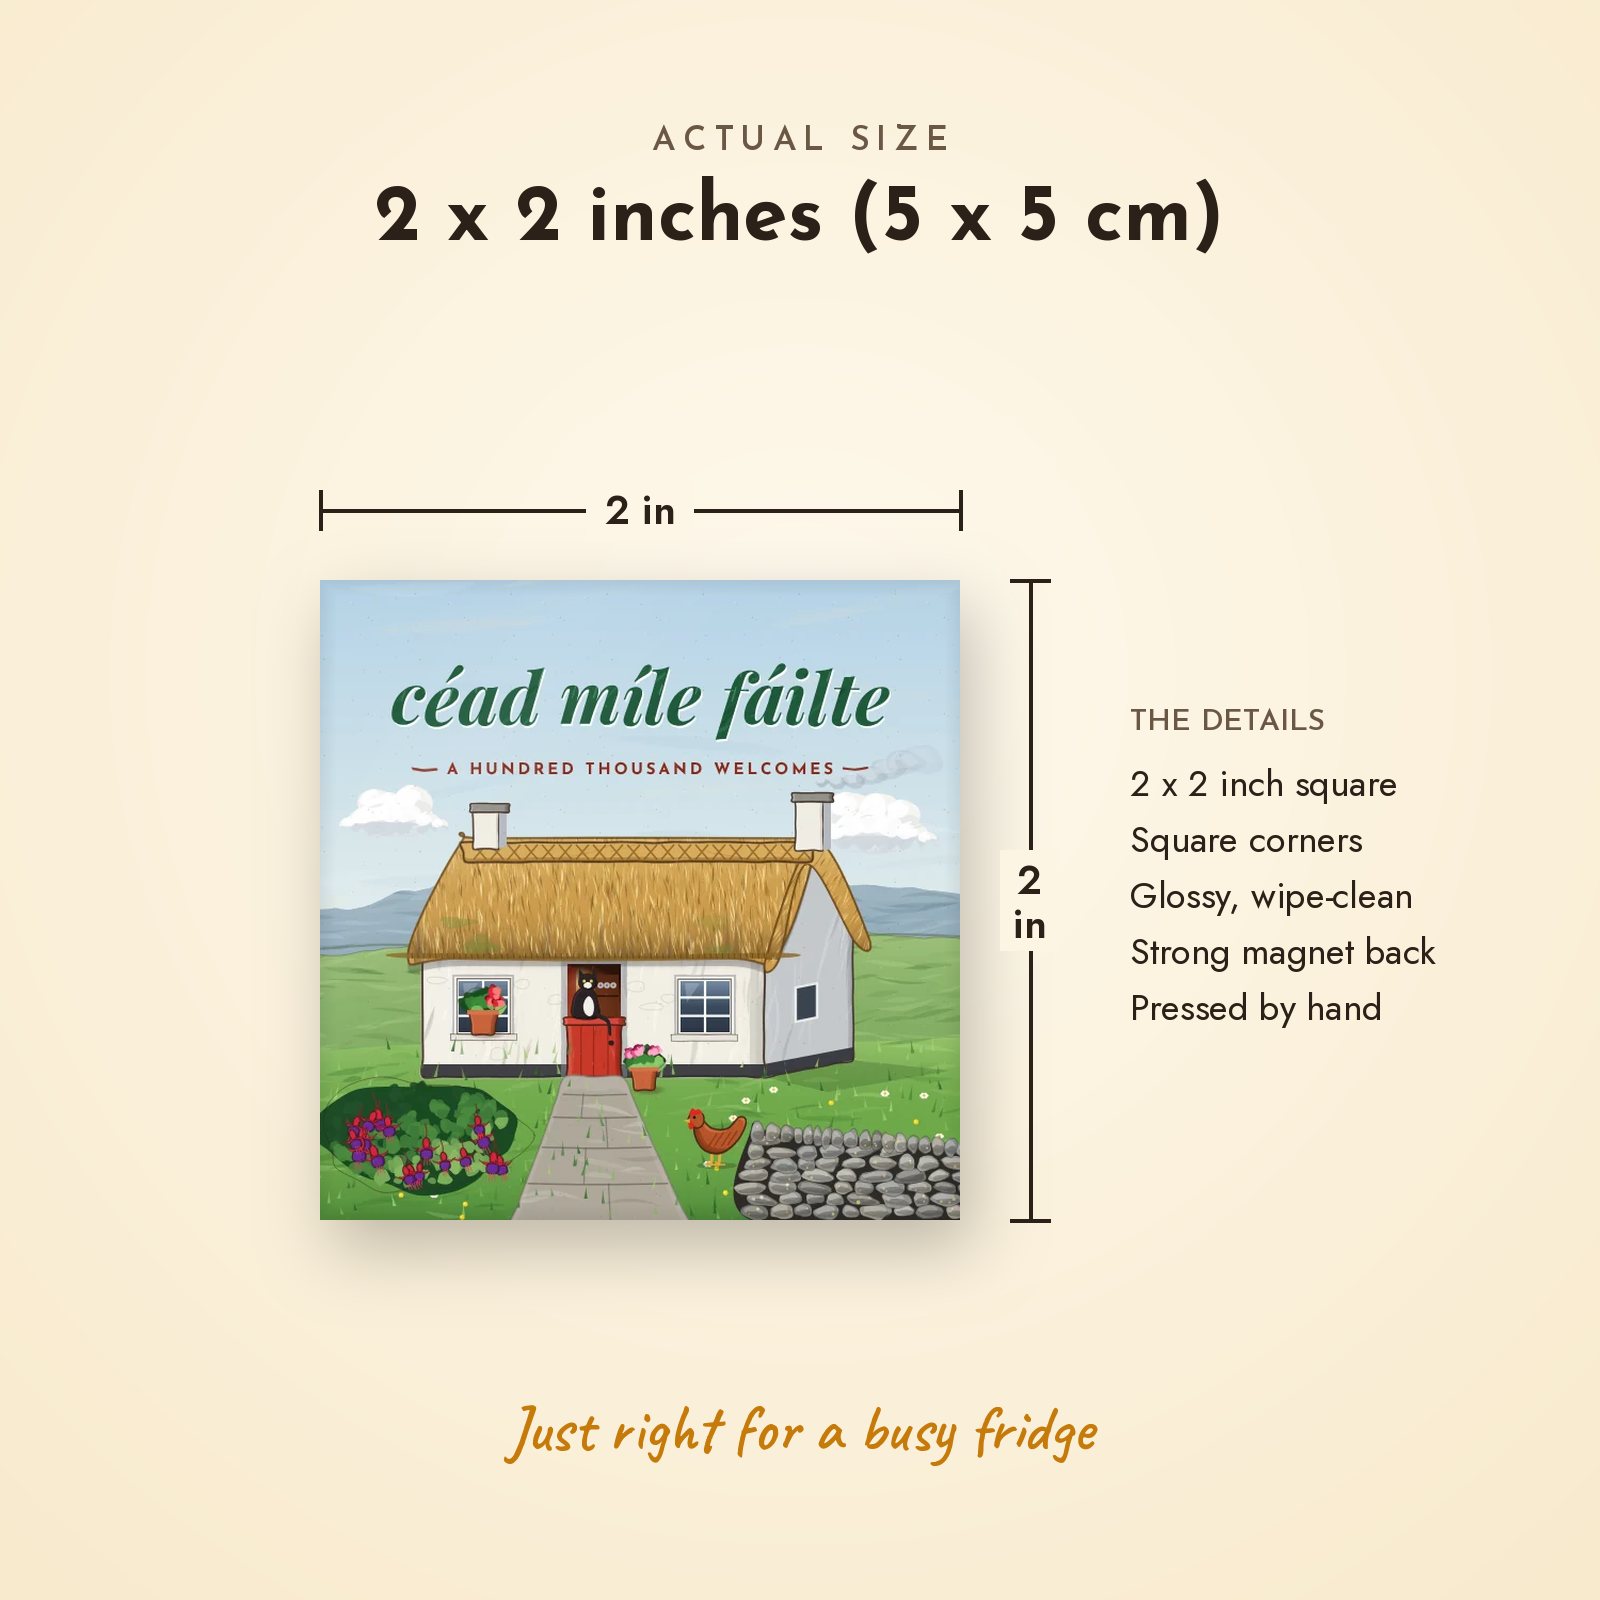 ACTUAL SIZE
2 x 2 inches (5 x 5 cm)
2 in
céad míle fáilte
A HUNDRED THOUSAND WELCOMES
2
in
THE DETAILS
2 x 2 inch square
Square corners
Glossy, wipe-clean
Strong magnet back
Pressed by hand
Just right for a busy fridge